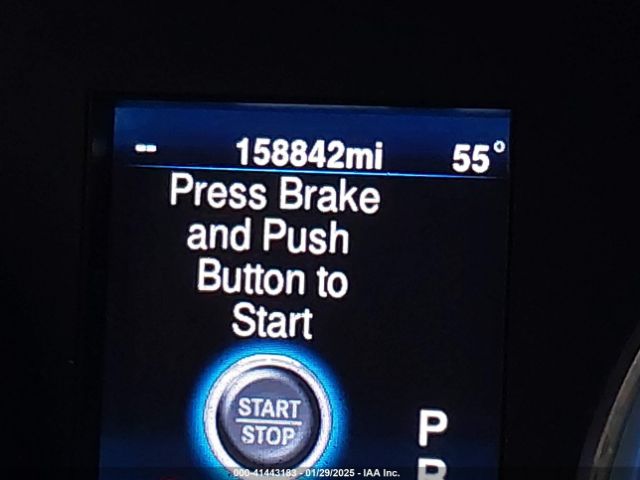 -- 158842mi 55°
Press Brake
and Push
Button to
Start
START
STOP
P
R
000-41443183 - 01/29/2025 - IAA Inc.